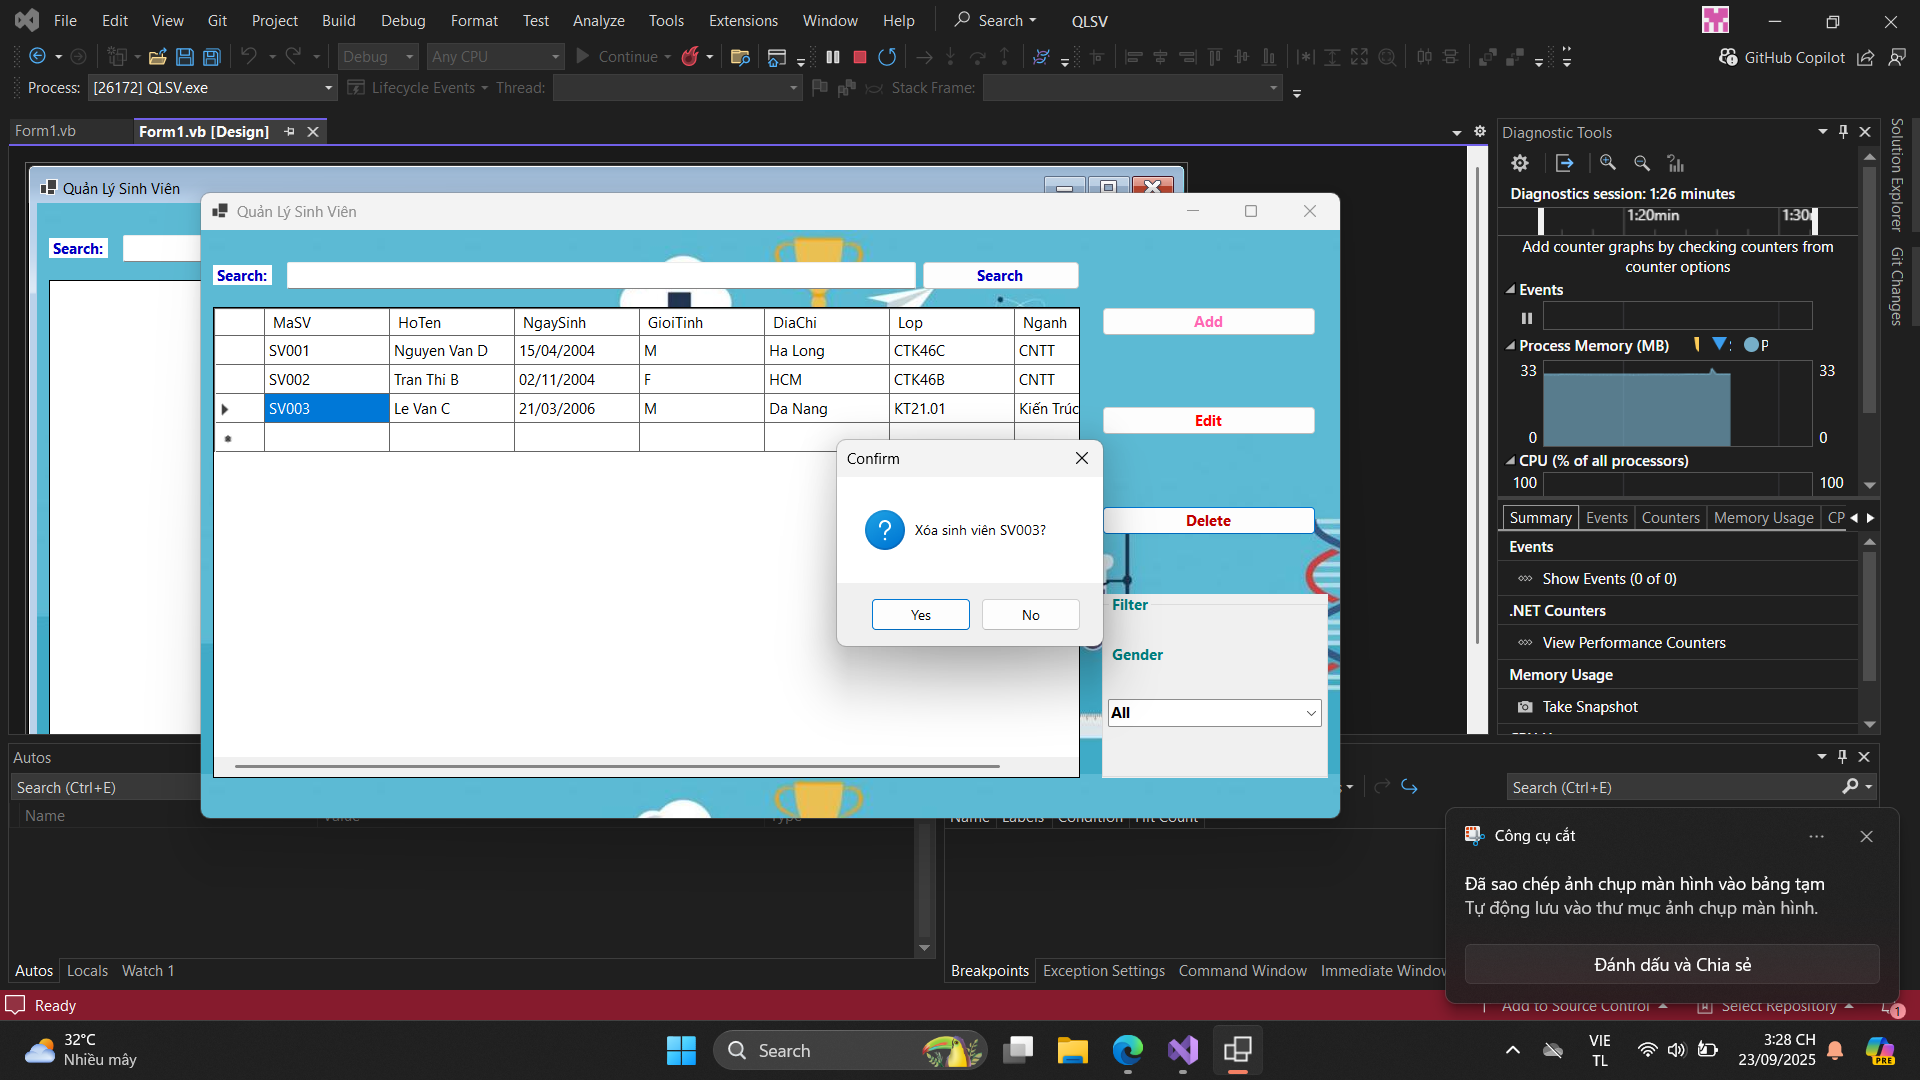 File Edit View Git Project Build Debug Format Test Analyze Tools Extensions Window Help Search QLSV
Debug Any CPU Continue GitHub Copilot
Process: [26172] QLSV.exe Lifecycle Events Thread: Stack Frame:
Form1.vb Form1.vb [Design]
Quản Lý Sinh Viên
Search:
Quản Lý Sinh Viên
Search: Search
MaSV HoTen NgaySinh GioiTinh DiaChi Lop Nganh
SV001 Nguyen Van D 15/04/2004 M Ha Long CTK46C CNTT
SV002 Tran Thi B 02/11/2004 F HCM CTK46B CNTT
SV003 Le Van C 21/03/2006 M Da Nang KT21.01 Kiến Trúc
Add
Edit
Delete
Filter
Gender
All
Confirm
Xóa sinh viên SV003?
Yes No
Diagnostic Tools
Diagnostics session: 1:26 minutes
1:20min
Add counter graphs by checking counters from
counter options
Events
Process Memory (MB) P
33 33
0 0
CPU (% of all processors)
100 100
Summary Events Counters Memory Usage CP
Events
Show Events (0 of 0)
.NET Counters
View Performance Counters
Memory Usage
Take Snapshot
Solution Explorer
Git Changes
Autos
Search (Ctrl+E)
Name Value Type
Autos Locals Watch 1
Search (Ctrl+E)
Name Labels Condition Hit Count
Breakpoints Exception Settings Command Window Immediate Window
Công cụ cắt
Đã sao chép ảnh chụp màn hình vào bảng tạm
Tự động lưu vào thư mục ảnh chụp màn hình.
Đánh dấu và Chia sẻ
Ready Add to Source Control Select Repository 1
32°C
Nhiều mây
Search
PRE
VIE
TL
3:28 CH
23/09/2025